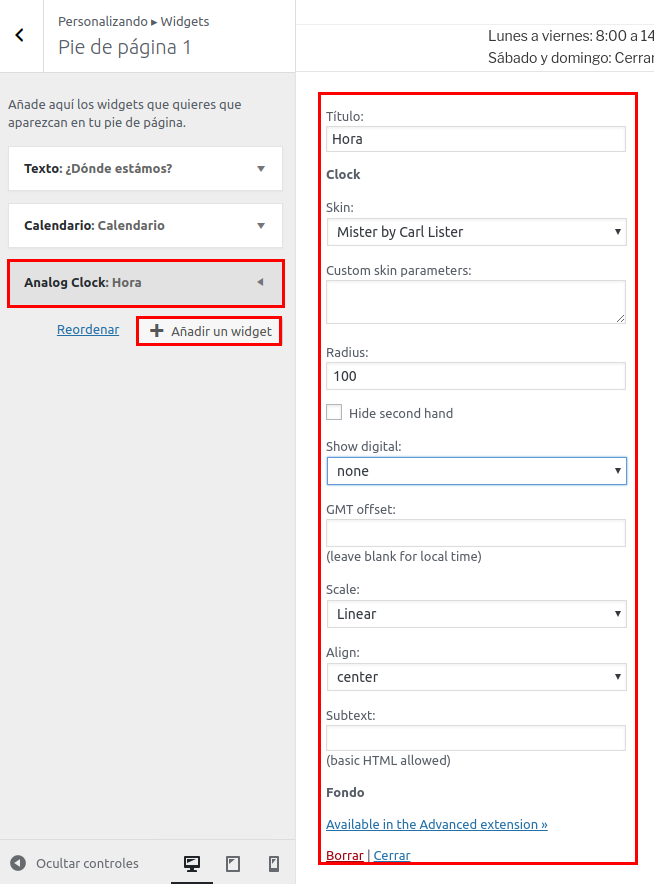 Personalizando ▸ Widgets
Pie de página 1
Añade aquí los widgets que quieres que
aparezcan en tu pie de página.
Texto: ¿Dónde estámos?
Calendario: Calendario
Analog Clock: Hora
Reordenar
Añadir un widget
Ocultar controles
Lunes a viernes: 8:00 a 14
Sábado y domingo: Cerra
Título:
Hora
Clock
Skin:
Mister by Carl Lister
Custom skin parameters:
Radius:
100
Hide second hand
Show digital:
none
GMT offset:
(leave blank for local time)
Scale:
Linear
Align:
center
Subtext:
(basic HTML allowed)
Fondo
Available in the Advanced extension »
Borrar | Cerrar